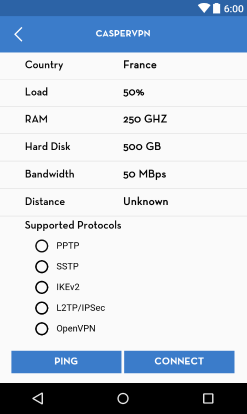 6:00
CASPERVPN
Country France
Load 50%
RAM 250 GHZ
Hard Disk 500 GB
Bandwidth 50 MBps
Distance Unknown
Supported Protocols
PPTP
SSTP
IKEv2
L2TP/IPSec
OpenVPN
PING CONNECT